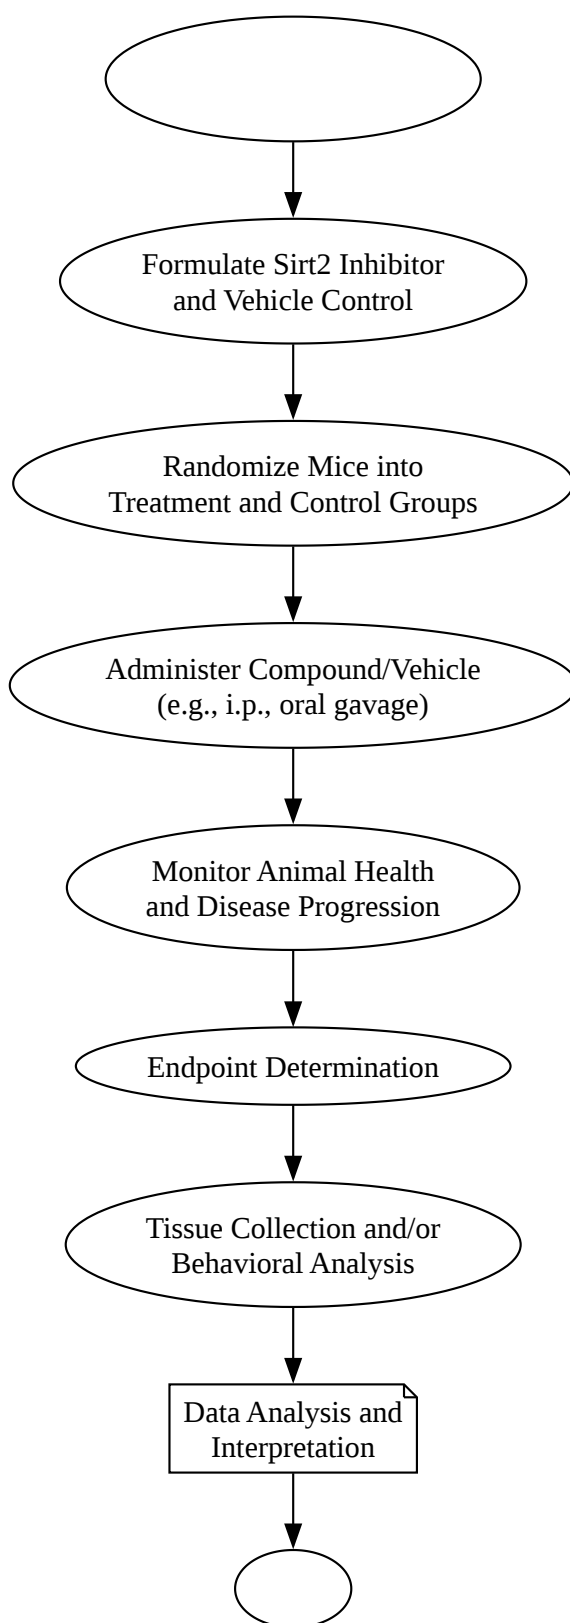 Formulate Sirt2 Inhibitor
and Vehicle Control
Randomize Mice into
Treatment and Control Groups
Administer Compound/Vehicle
(e.g., i.p., oral gavage)
Monitor Animal Health
and Disease Progression
Endpoint Determination
Tissue Collection and/or
Behavioral Analysis
Data Analysis and
Interpretation